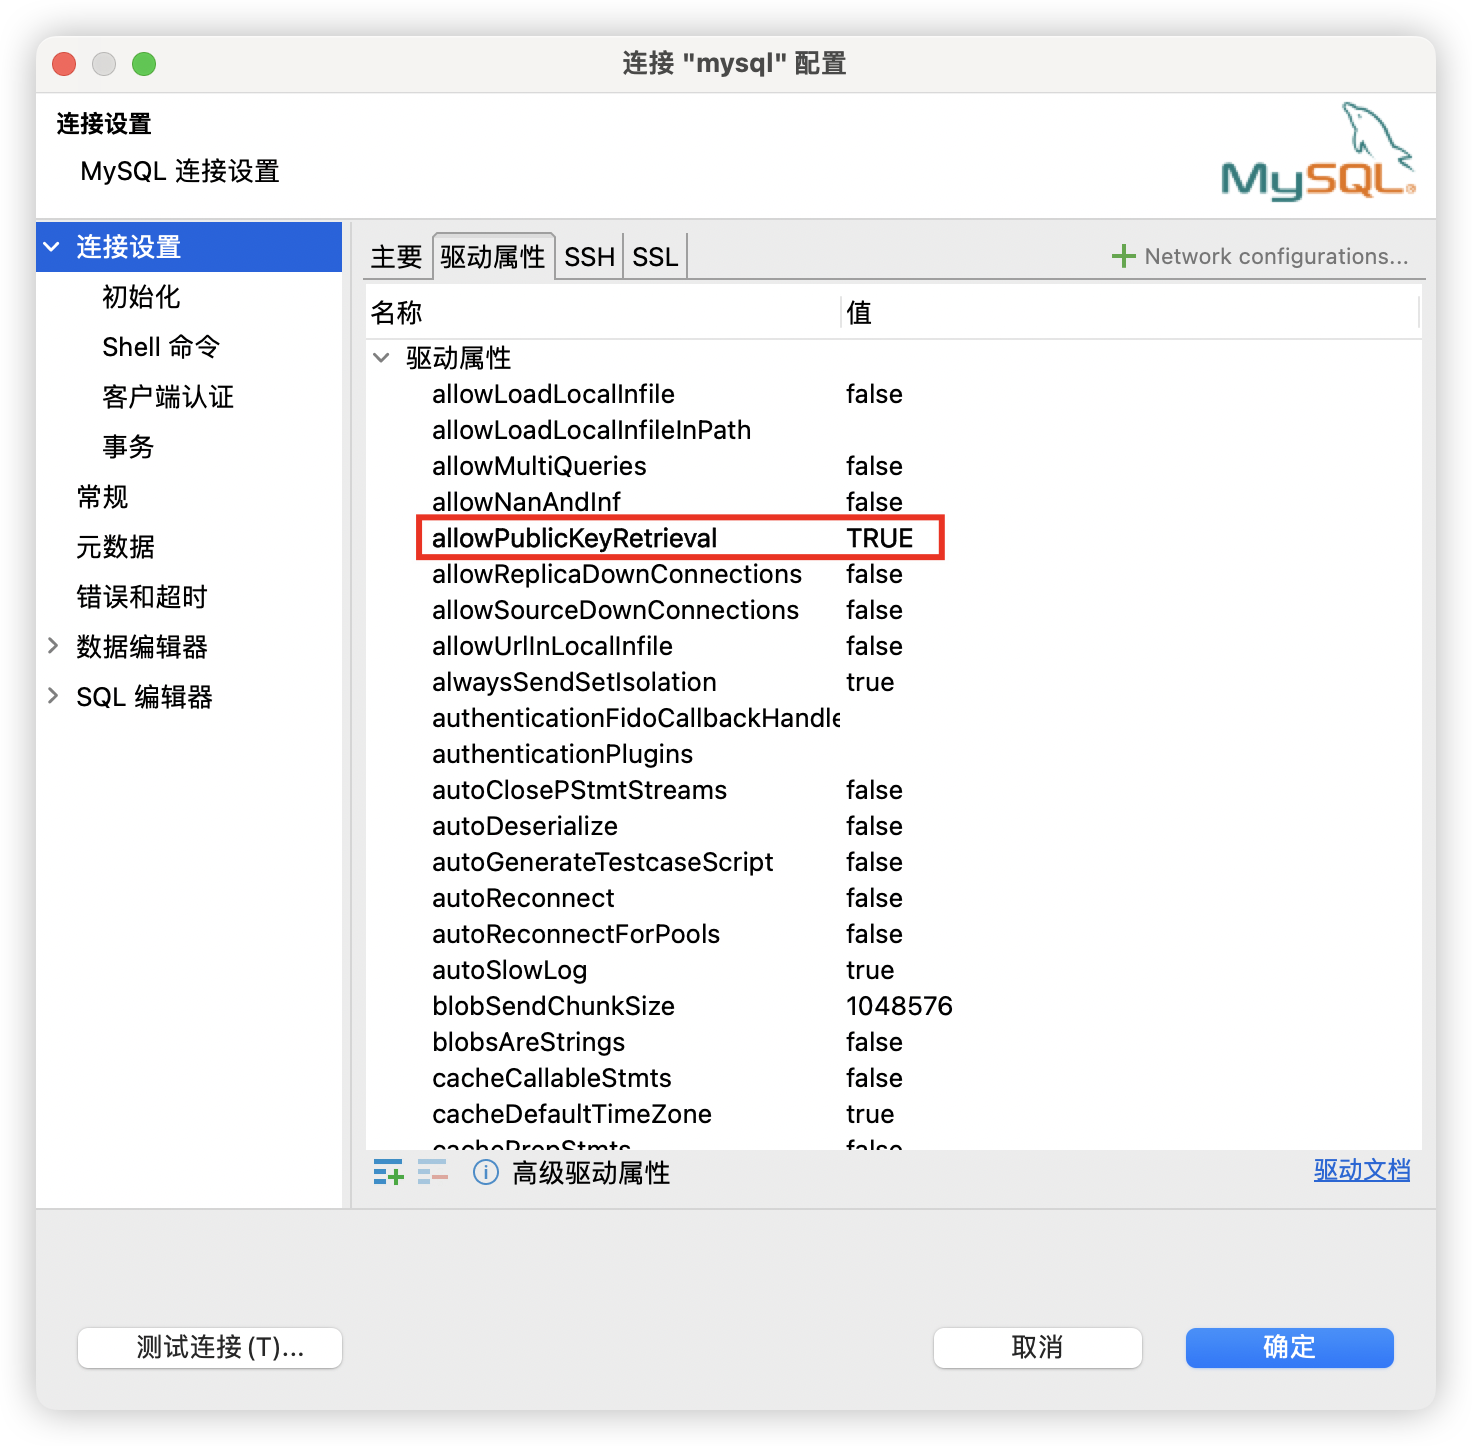 连接 "mysql" 配置
连接设置
MySQL 连接设置
MySQL®
连接设置
初始化
Shell 命令
客户端认证
事务
常规
元数据
错误和超时
数据编辑器
SQL 编辑器
主要 驱动属性 SSH SSL Network configurations...
名称 值
驱动属性
allowLoadLocalInfile false
allowLoadLocalInfileInPath
allowMultiQueries false
allowNanAndInf false
allowPublicKeyRetrieval TRUE
allowReplicaDownConnections false
allowSourceDownConnections false
allowUrlInLocalInfile false
alwaysSendSetIsolation true
authenticationFidoCallbackHandle
authenticationPlugins
autoClosePStmtStreams false
autoDeserialize false
autoGenerateTestcaseScript false
autoReconnect false
autoReconnectForPools false
autoSlowLog true
blobSendChunkSize 1048576
blobsAreStrings false
cacheCallableStmts false
cacheDefaultTimeZone true
cachePrepStmts false
高级驱动属性 驱动文档
测试连接 (T)... 取消 确定